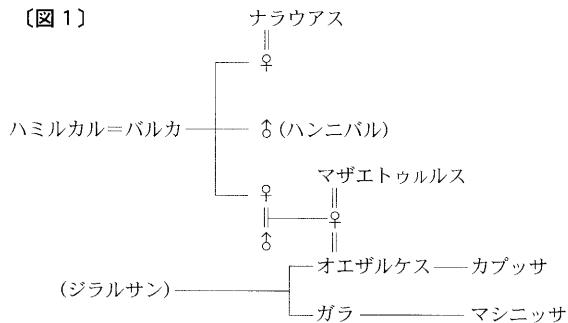 〔図1〕
ナラウアス
♀
ハミルカル＝バルカ
♂(ハンニバル)
マザエトゥルルス
♀
♀
♂
オエザルケス
カプッサ
(ジラルサン)
ガラ
マシニッサ